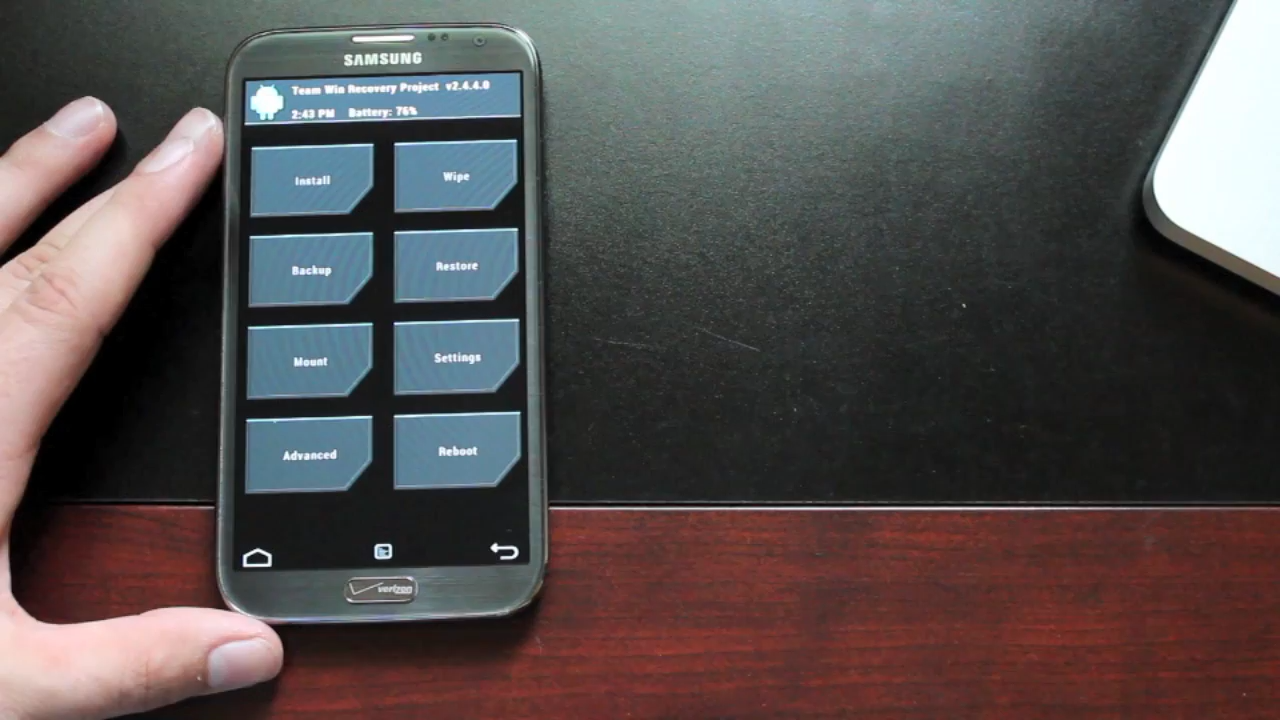 SAMSUNG
Team Win Recovery Project v2.4.4.0
2:43 PM Battery: 76%
Install
Wipe
Backup
Restore
Mount
Settings
Advanced
Reboot
verizon